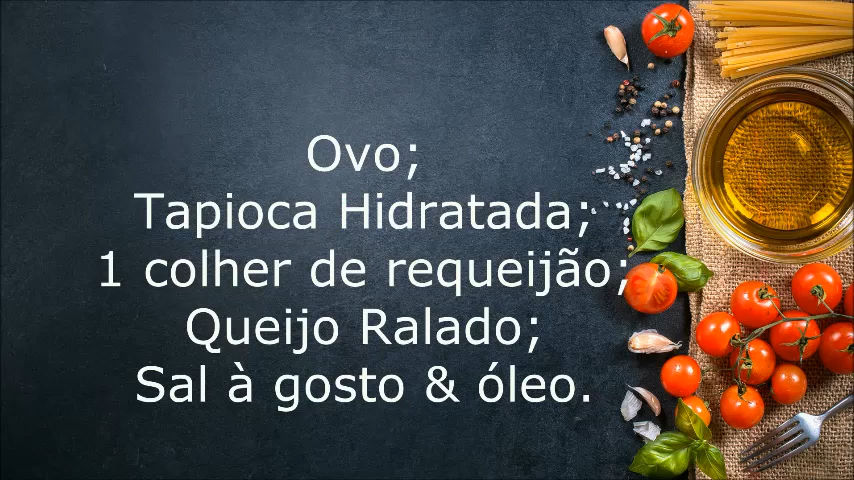 Ovo;
Tapioca Hidratada;
1 colher de requeijão;
Queijo Ralado;
Sal à gosto & óleo.